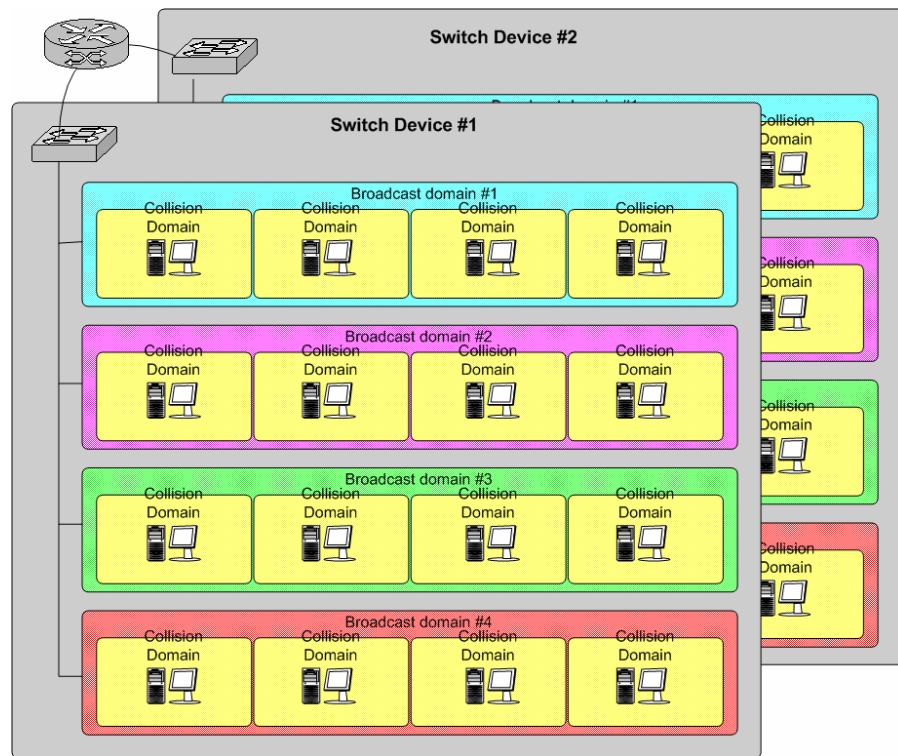 Switch Device #2
Collision
Domain
Collision
Domain
Collision
Domain
Collision
Domain
Switch Device #1
Broadcast domain #1
Collision Collision Collision Collision
Domain Domain Domain Domain
Broadcast domain #2
Collision Collision Collision Collision
Domain Domain Domain Domain
Broadcast domain #3
Collision Collision Collision Collision
Domain Domain Domain Domain
Broadcast domain #4
Collision Collision Collision Collision
Domain Domain Domain Domain